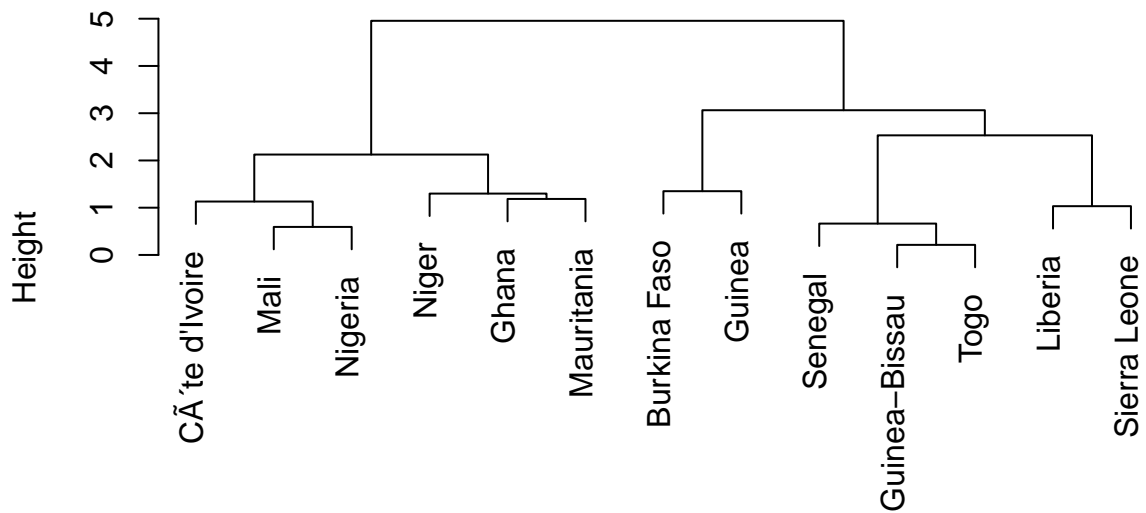 Height
5
4
3
2
1
0
CÃ´te d'Ivoire
Mali
Nigeria
Niger
Ghana
Mauritania
Burkina Faso
Guinea
Senegal
Guinea−Bissau
Togo
Liberia
Sierra Leone